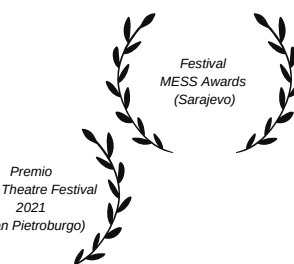 Festival
MESS Awards
(Sarajevo)
Premio
Theatre Festival
2021
n Pietroburgo)